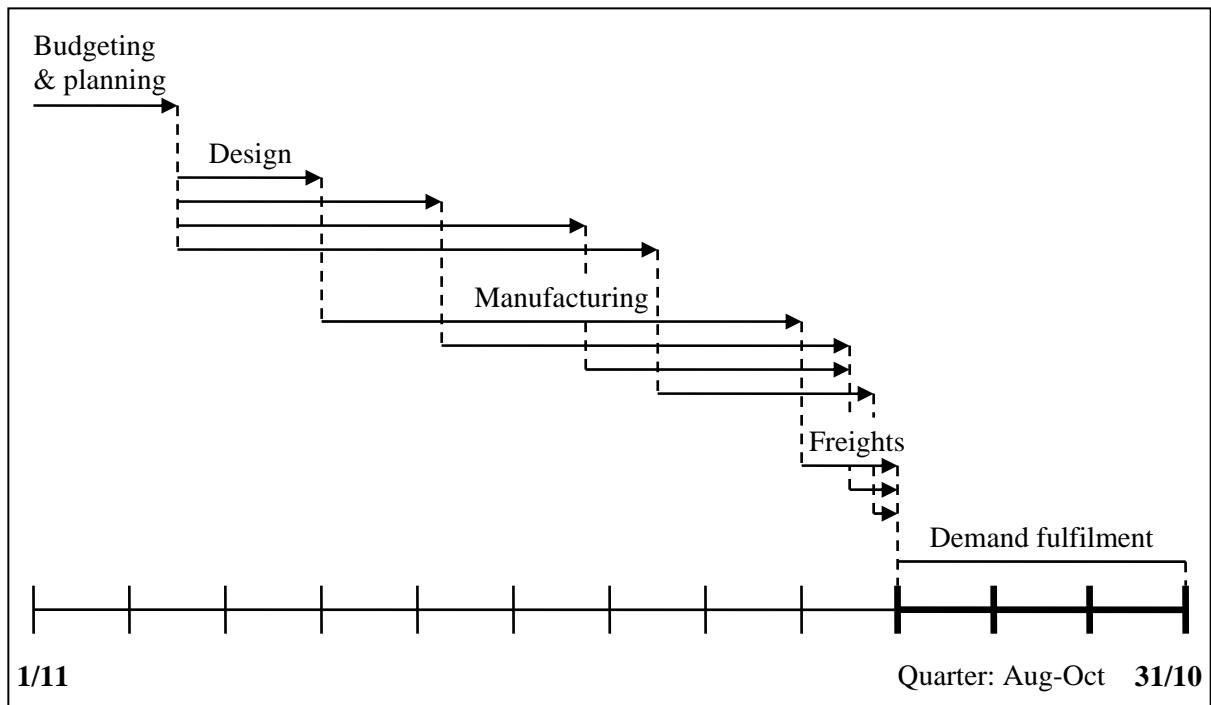 Budgeting
& planning
Design
Manufacturing
Freights
Demand fulfilment
1/11
Quarter: Aug-Oct
31/10